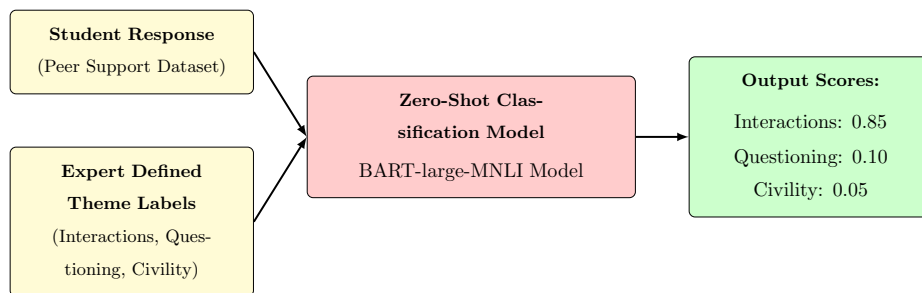 Student Response
(Peer Support Dataset)
Expert Defined
Theme Labels
(Interactions, Ques-
tioning, Civility)
Zero-Shot Clas-
sification Model
BART-large-MNLI Model
Output Scores:
Interactions: 0.85
Questioning: 0.10
Civility: 0.05